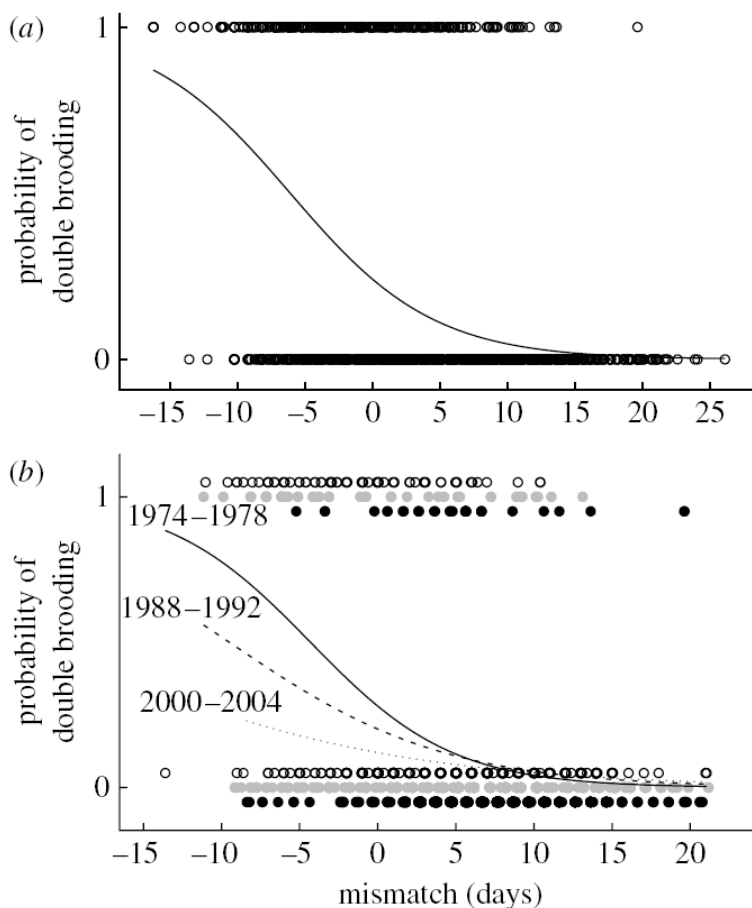 (a)
1
probability of
double brooding
0
–15 –10 –5 0 5 10 15 20 25
(b)
1
1974–1978
1988–1992
2000–2004
probability of
double brooding
0
–15 –10 –5 0 5 10 15 20
mismatch (days)